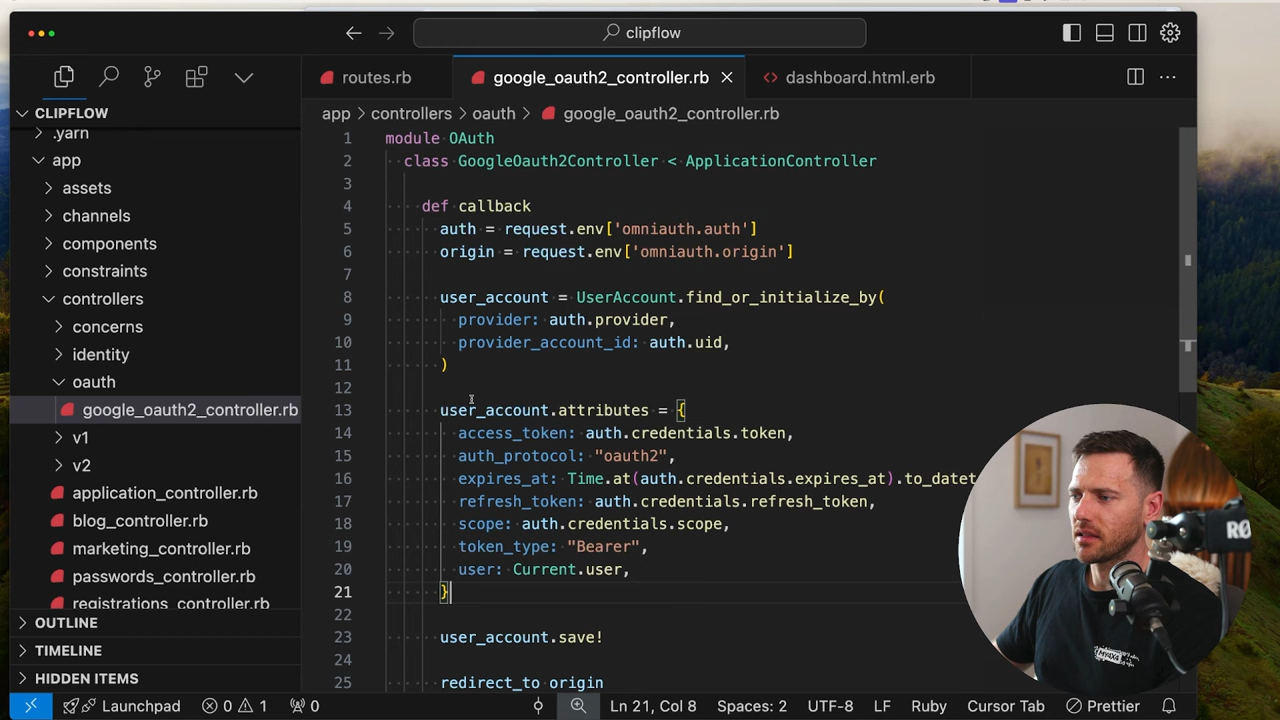 clipflow
routes.rb
google_oauth2_controller.rb
dashboard.html.erb
CLIPFLOW
app > controllers > oauth > google_oauth2_controller.rb
.yarn
app
assets
channels
components
constraints
controllers
concerns
identity
oauth
google_oauth2_controller.rb
v1
v2
application_controller.rb
blog_controller.rb
marketing_controller.rb
passwords_controller.rb
registrations_controller.rb
OUTLINE
TIMELINE
HIDDEN ITEMS
1 module OAuth
2 class GoogleOauth2Controller < ApplicationController
3
4 def callback
5 auth = request.env['omniauth.auth']
6 origin = request.env['omniauth.origin']
7
8 user_account = UserAccount.find_or_initialize_by(
9 provider: auth.provider,
10 provider_account_id: auth.uid,
11 )
12
13 user_account.attributes = {
14 access_token: auth.credentials.token,
15 auth_protocol: "oauth2",
16 expires_at: Time.at(auth.credentials.expires_at).to_datet
17 refresh_token: auth.credentials.refresh_token,
18 scope: auth.credentials.scope,
19 token_type: "Bearer",
20 user: Current.user,
21 }
22
23 user_account.save!
24
25 redirect_to origin
RØ
Launchpad 0 1 0 Ln 21, Col 8 Spaces: 2 UTF-8 LF Ruby Cursor Tab Prettier